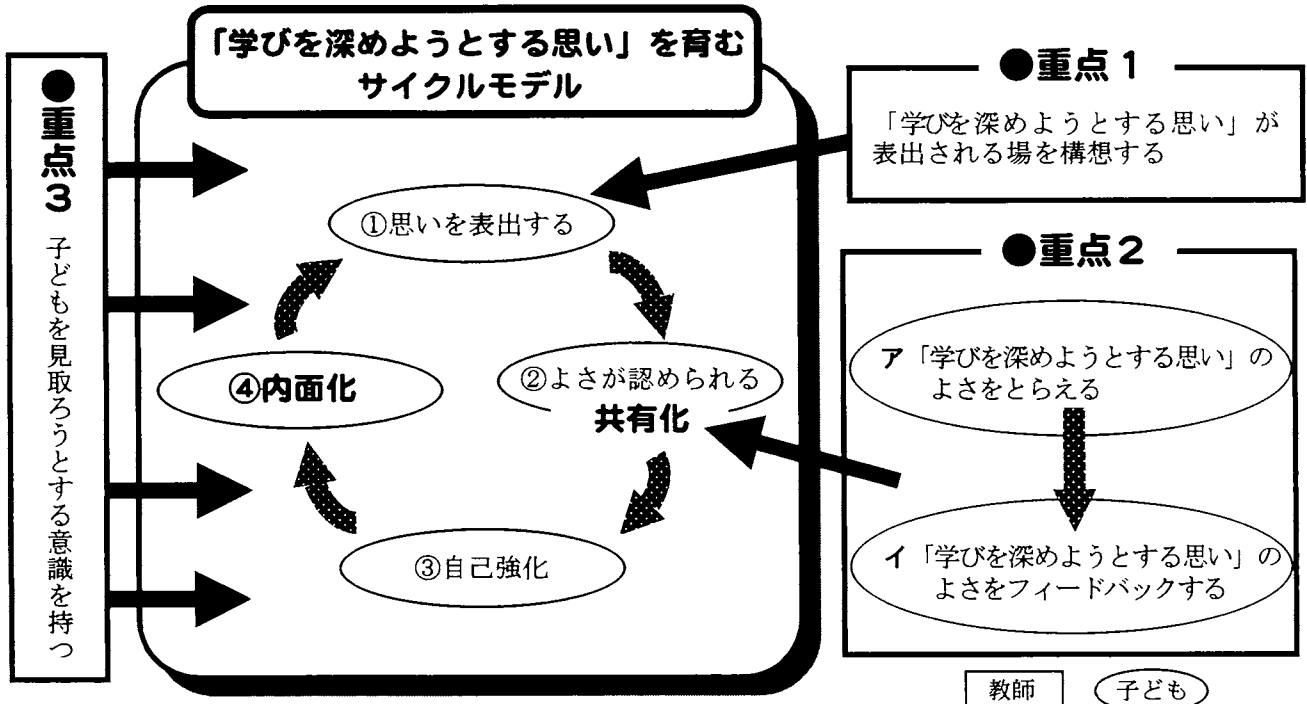 「学びを深めようとする思い」を育む
サイクルモデル
●重点3 子どもを見取ろうとする意識を持つ
①思いを表出する
②よさが認められる
共有化
③自己強化
④内面化
●重点1
「学びを深めようとする思い」が
表出される場を構想する
●重点2
ア「学びを深めようとする思い」の
よさをとらえる
イ「学びを深めようとする思い」の
よさをフィードバックする
教師
子ども